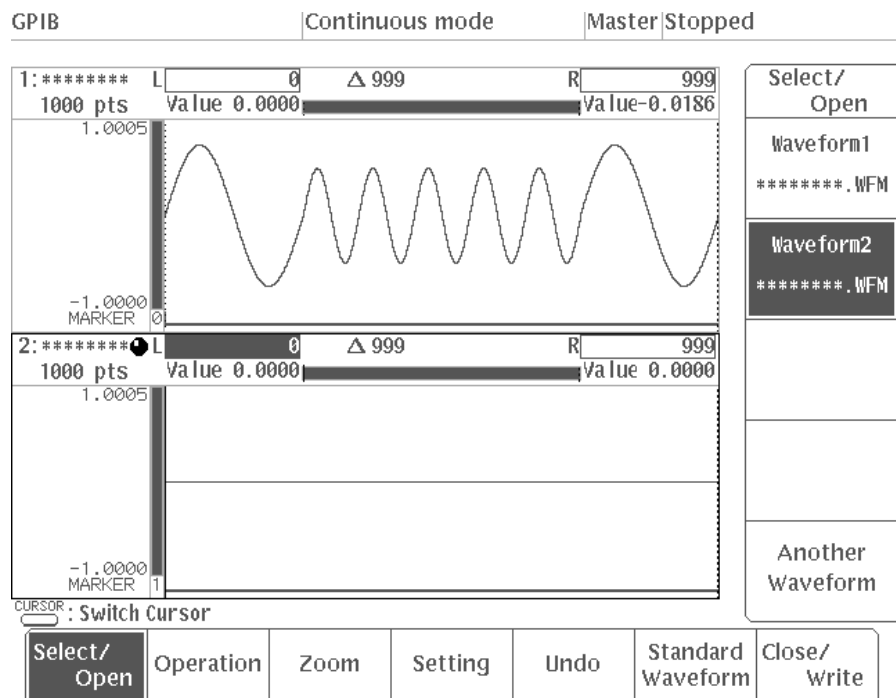 GPIB Continuous mode Master Stopped
1:******** L 0 Δ 999 R 999
1000 pts Value 0.0000 Value-0.0186
1.0005
-1.0000
MARKER 0
2:******** L 0 Δ 999 R 999
1000 pts Value 0.0000 Value 0.0000
1.0005
-1.0000
MARKER 1
CURSOR : Switch Cursor
Select/
Open
Waveform1
********.WFM
Waveform2
********.WFM
Another
Waveform
Select/
Open
Operation
Zoom
Setting
Undo
Standard
Waveform
Close/
Write